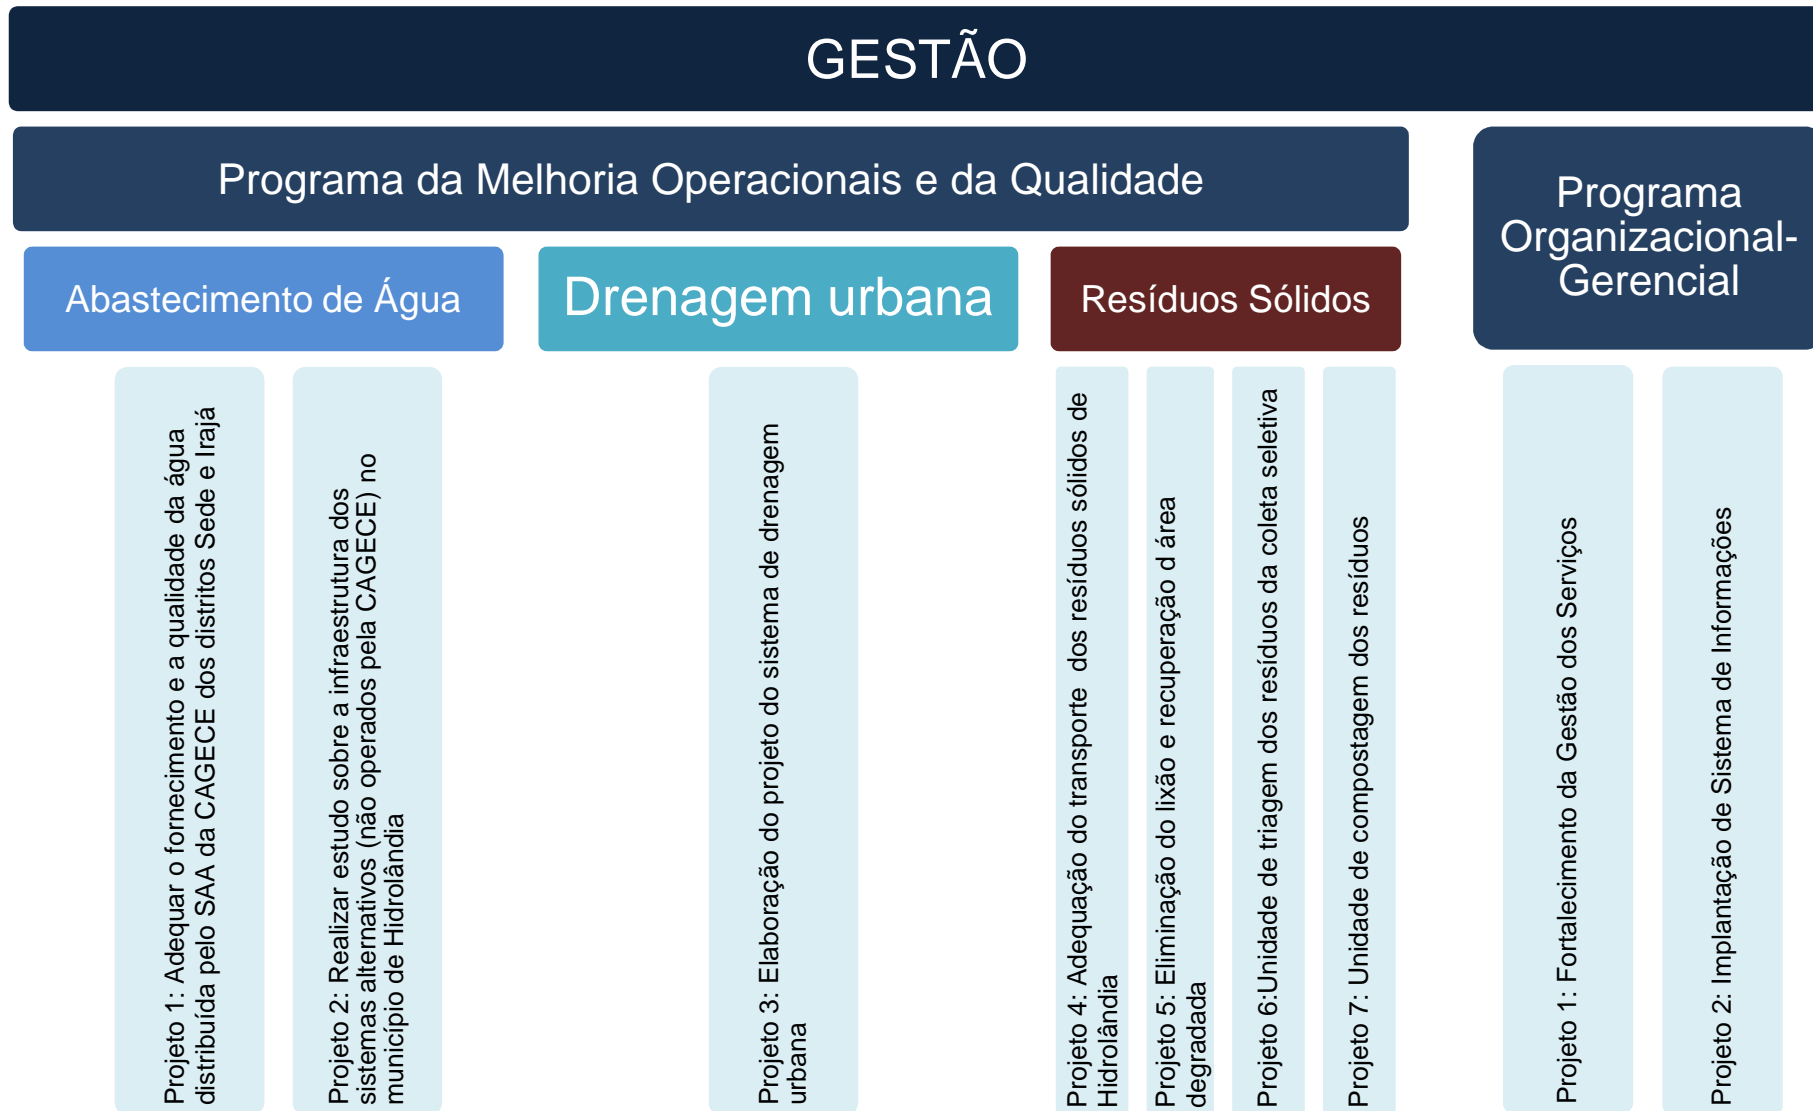 GESTÃO
Programa da Melhoria Operacionais e da Qualidade
Programa
Organizacional-
Gerencial
Abastecimento de Água
Drenagem urbana
Resíduos Sólidos
Projeto 1: Adequar o fornecimento e a qualidade da água
distribuída pelo SAA da CAGECE dos distritos Sede e Irajá
Projeto 2: Realizar estudo sobre a infraestrutura dos
sistemas alternativos (não operados pela CAGECE) no
município de Hidrolândia
Projeto 3: Elaboração do projeto do sistema de drenagem
urbana
Projeto 4: Adequação do transporte dos resíduos sólidos de
Hidrolândia
Projeto 5: Eliminação do lixão e recuperação d área
degradada
Projeto 6:Unidade de triagem dos resíduos da coleta seletiva
Projeto 7: Unidade de compostagem dos resíduos
Projeto 1: Fortalecimento da Gestão dos Serviços
Projeto 2: Implantação de Sistema de Informações